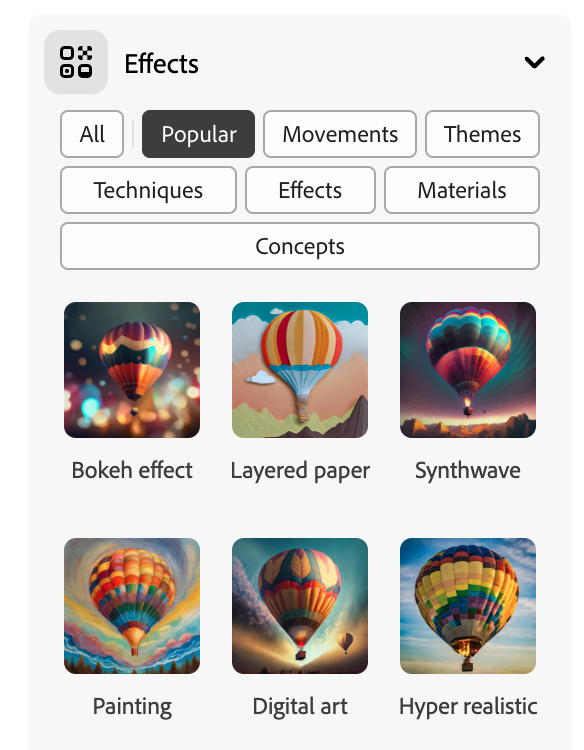 Effects
All Popular Movements Themes
Techniques Effects Materials
Concepts
Bokeh effect Layered paper Synthwave
Painting Digital art Hyper realistic